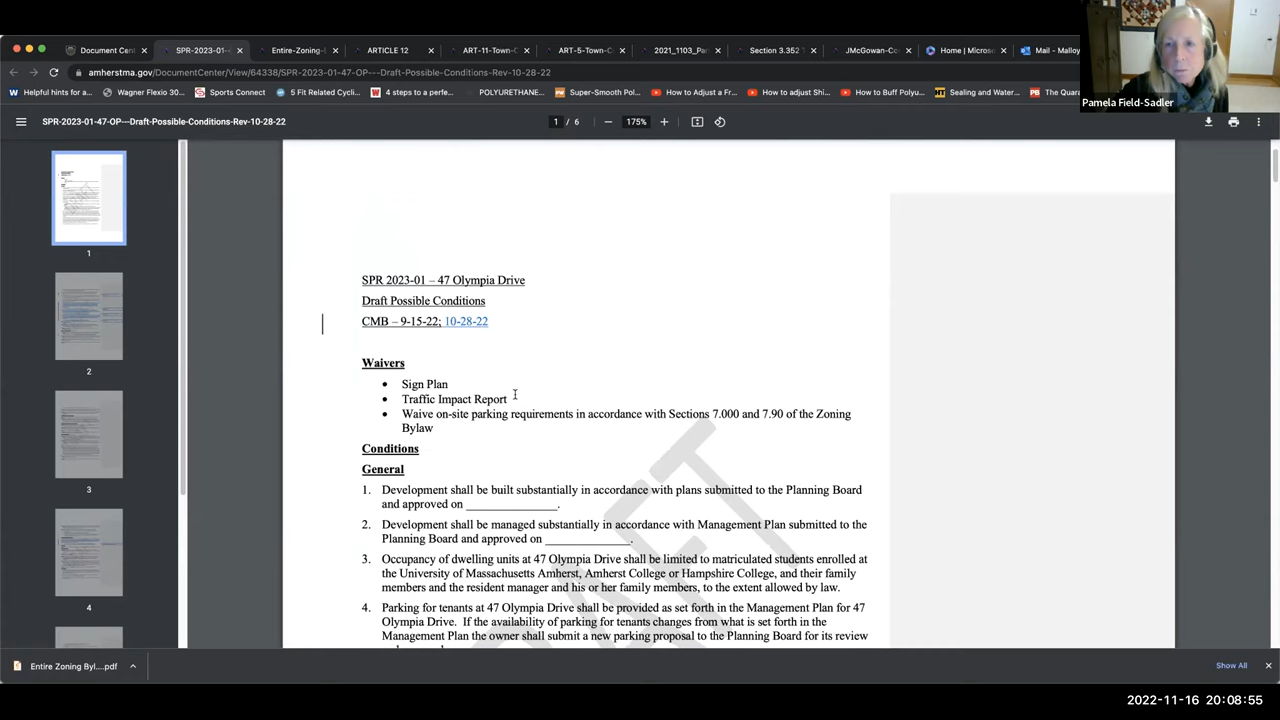 Document Cent
SPR-2023-01-
Entire-Zoning-
ARTICLE 12
ART-11-Town-C
ART-5-Town-C
2021_1103_Par
Section 3.352
JMcGowan-Co
Home | Micros
Mail - Malloy
amherstma.gov/DocumentCenter/View/64338/SPR-2023-01-47-OP---Draft-Possible-Conditions-Rev-10-28-22
Helpful hints for a...
Wagner Flexio 30...
Sports Connect
5 Fit Related Cycli...
4 steps to a perfe...
POLYURETHANE...
Super-Smooth Pol...
How to Adjust a Fr...
How to adjust Shi...
How to Buff Polyu...
Sealing and Water...
The Quara
Pamela Field-Sadler
SPR-2023-01-47-OP---Draft-Possible-Conditions-Rev-10-28-22
1 / 6
175%
1
2
3
4
SPR 2023-01 – 47 Olympia Drive
Draft Possible Conditions
CMB – 9-15-22; 10-28-22
Waivers
• Sign Plan
• Traffic Impact Report
• Waive on-site parking requirements in accordance with Sections 7.000 and 7.90 of the Zoning
Bylaw
Conditions
General
1. Development shall be built substantially in accordance with plans submitted to the Planning Board
and approved on _______________.
2. Development shall be managed substantially in accordance with Management Plan submitted to the
Planning Board and approved on ______________.
3. Occupancy of dwelling units at 47 Olympia Drive shall be limited to matriculated students enrolled at
the University of Massachusetts Amherst, Amherst College or Hampshire College, and their family
members and the resident manager and his or her family members, to the extent allowed by law.
4. Parking for tenants at 47 Olympia Drive shall be provided as set forth in the Management Plan for 47
Olympia Drive. If the availability of parking for tenants changes from what is set forth in the
Management Plan the owner shall submit a new parking proposal to the Planning Board for its review
Entire Zoning Byl....pdf
Show All
2022-11-16 20:08:55